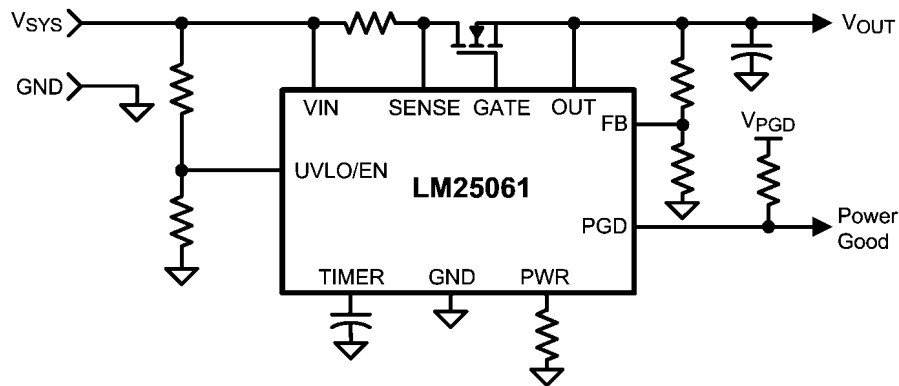 VSYS
VOUT
GND
VIN
SENSE
GATE
OUT
FB
VPGD
UVLO/EN
LM25061
PGD
Power
Good
TIMER
GND
PWR